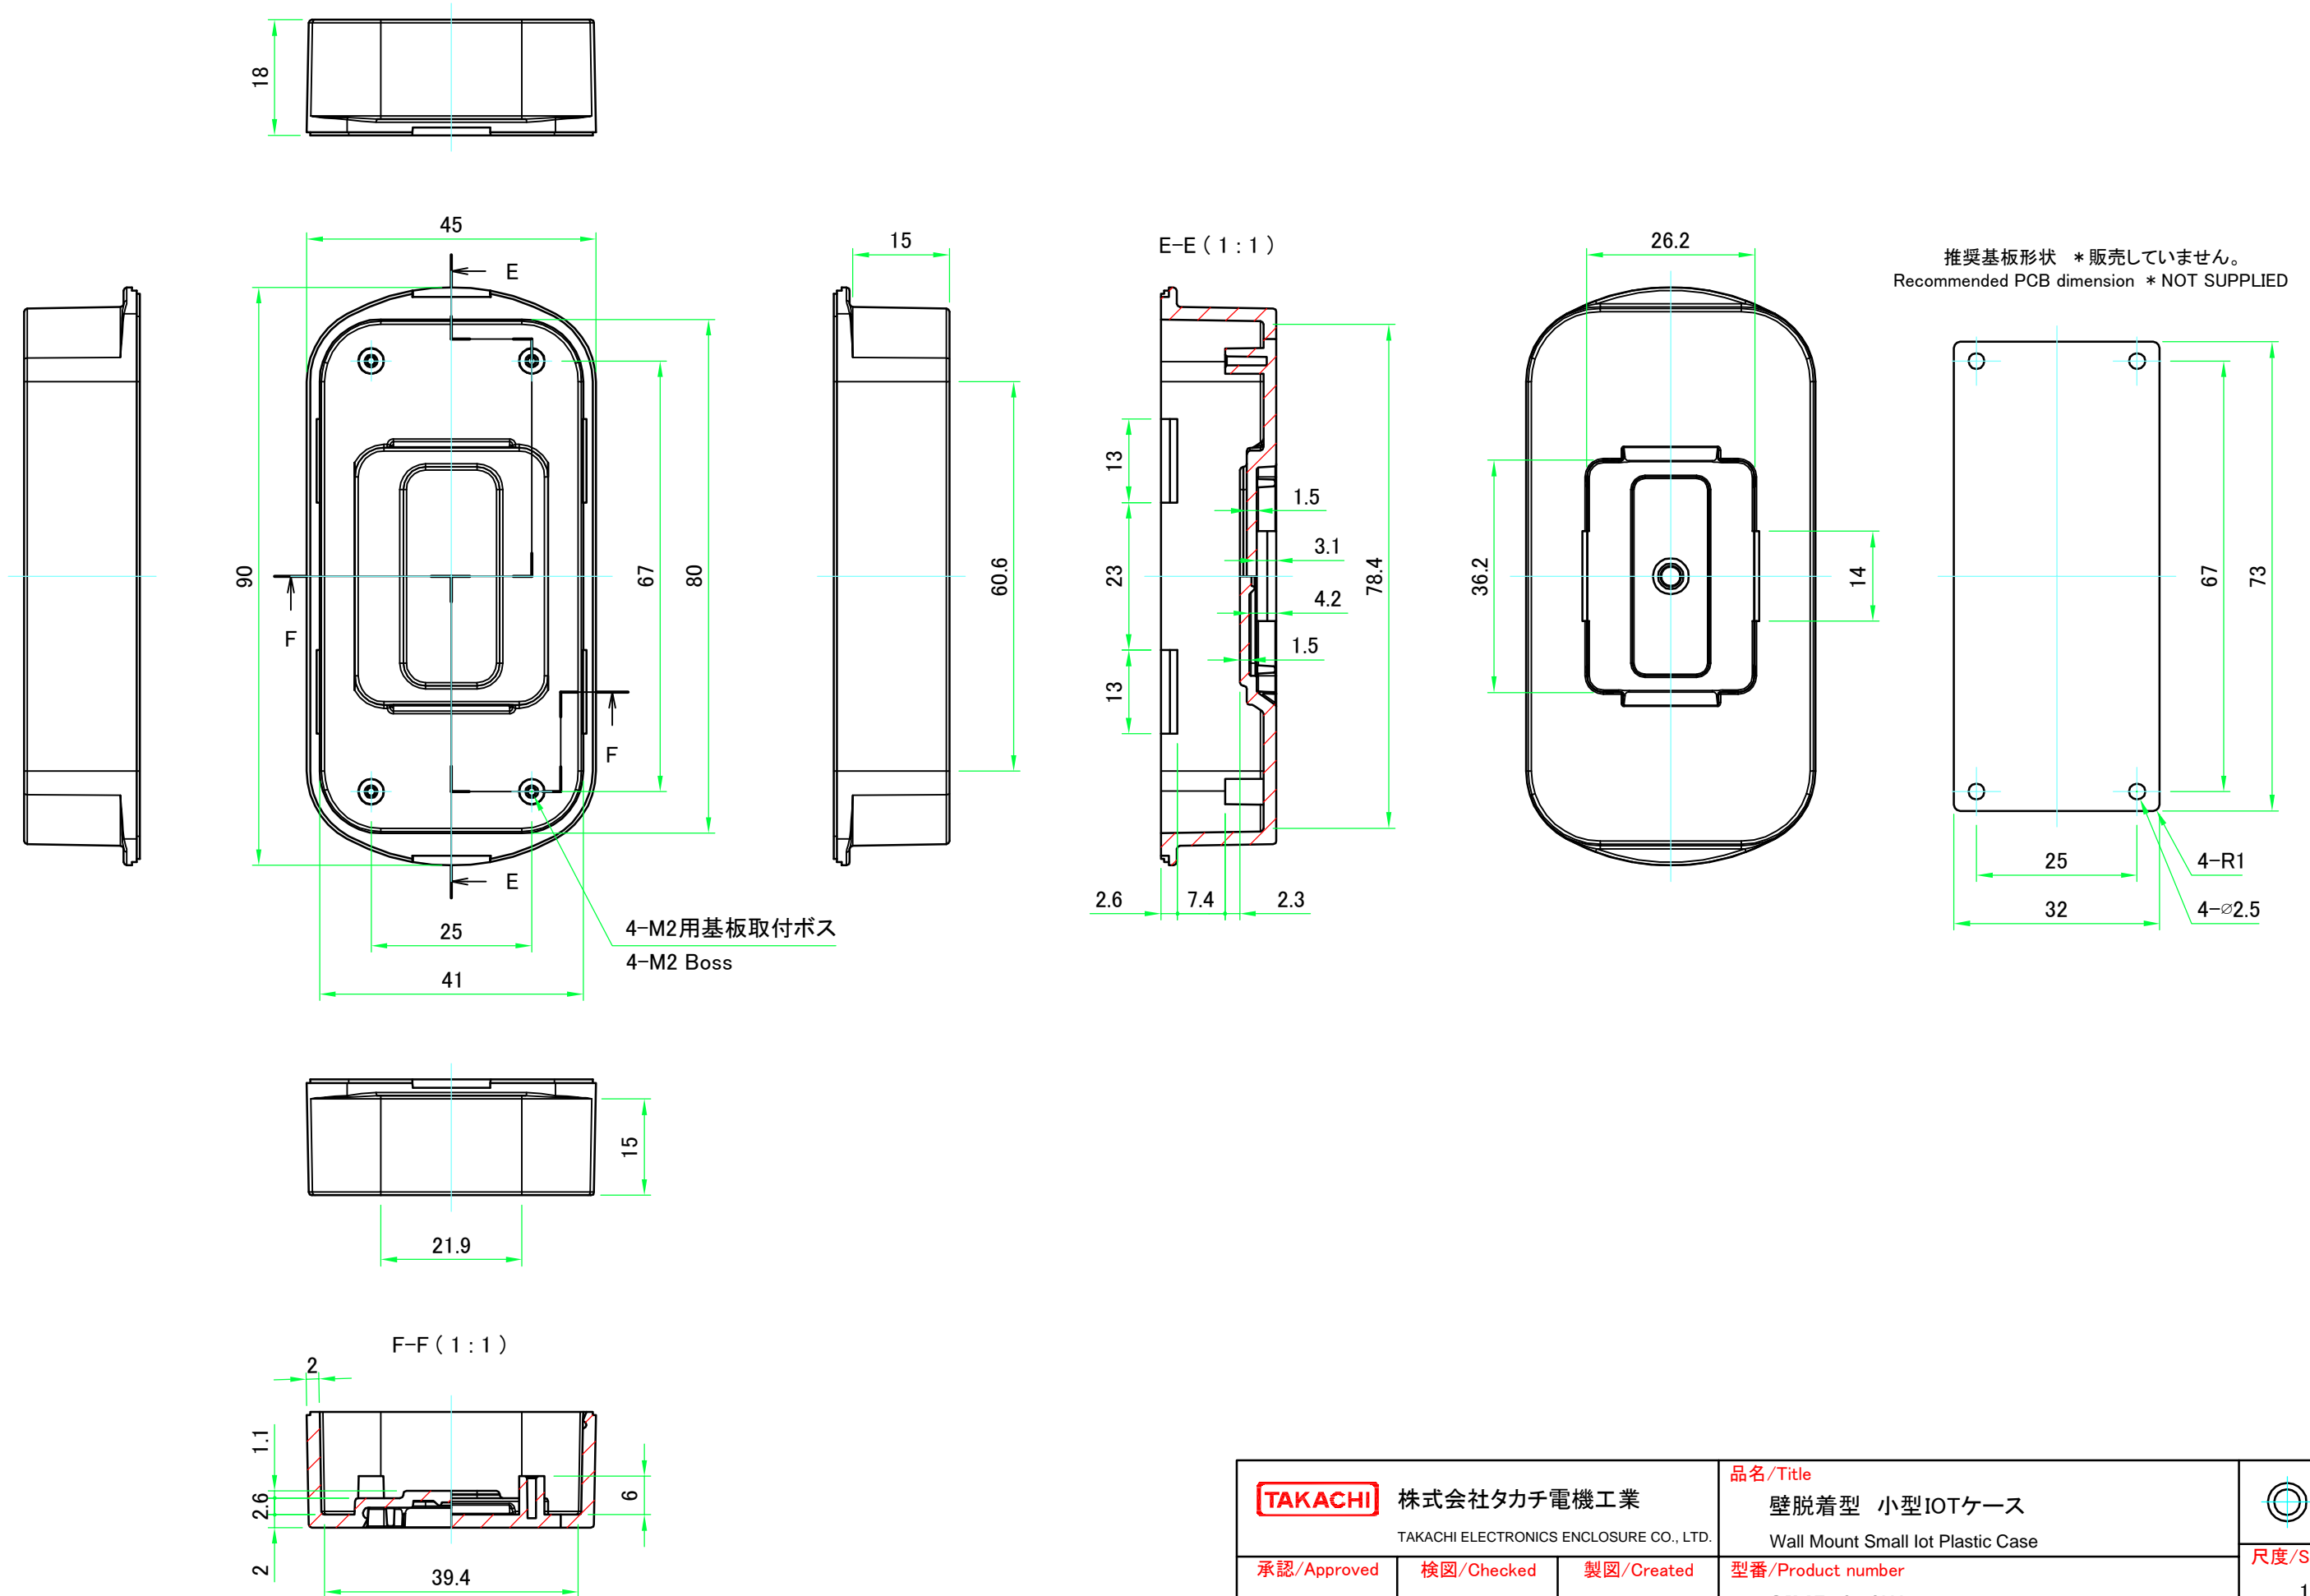 18
45
E
90
67
80
F
F
E
25
41
4-M2用基板取付ボス
4-M2 Boss
15
60.6
E-E ( 1 : 1 )
13
23
13
1.5
3.1
4.2
1.5
78.4
2.6
7.4
2.3
26.2
36.2
14
推奨基板形状 *販売していません。
Recommended PCB dimension *NOT SUPPLIED
67
73
25
32
4-R1
4-⌀2.5
15
21.9
F-F ( 1 : 1 )
2
1.1
2.6
2
6
39.4
TAKACHI
株式会社タカチ電機工業
TAKACHI ELECTRONICS ENCLOSURE CO., LTD.
品名/Title
壁脱着型 小型IOTケース
Wall Mount Small Iot Plastic Case
承認/Approved
検図/Checked
製図/Created
型番/Product number
尺度/S